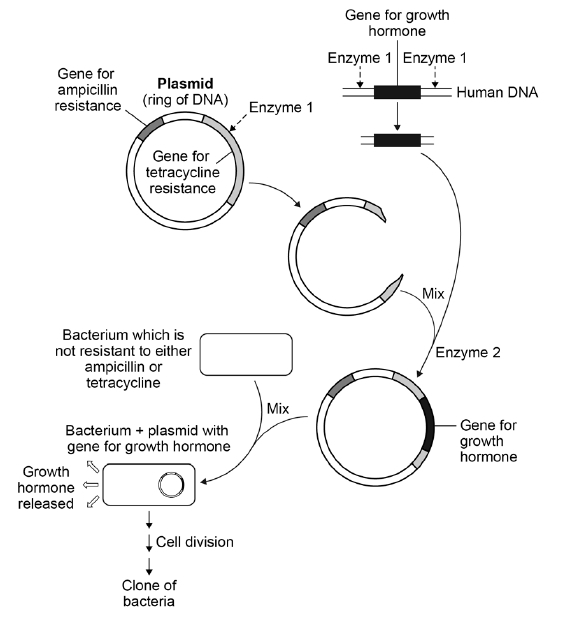 Gene for growth
hormone
Enzyme 1
Enzyme 1
Human DNA
Gene for
ampicillin
resistance
Plasmid
(ring of DNA)
Enzyme 1
Gene for
tetracycline
resistance
Mix
Enzyme 2
Bacterium which is
not resistant to either
ampicillin or
tetracycline
Mix
Gene for
growth
hormone
Bacterium + plasmid with
gene for growth hormone
Growth
hormone
released
Cell division
Clone of
bacteria